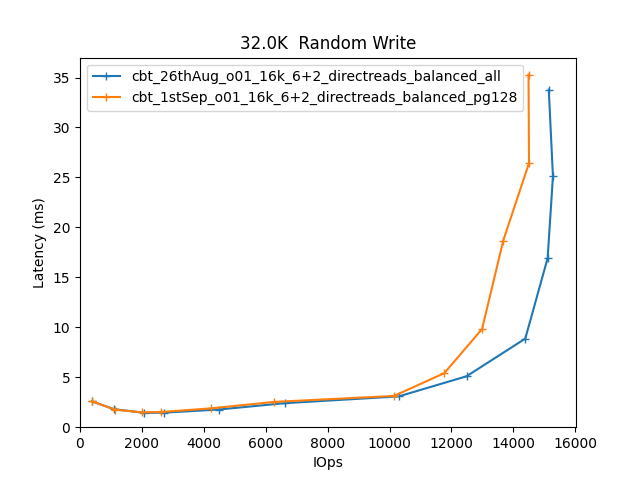 32.0K  Random Write
cbt_26thAug_o01_16k_6+2_directreads_balanced_all
cbt_1stSep_o01_16k_6+2_directreads_balanced_pg128
35
30
25
20
15
10
5
0
Latency (ms)
0 2000 4000 6000 8000 10000 12000 14000 16000
IOps